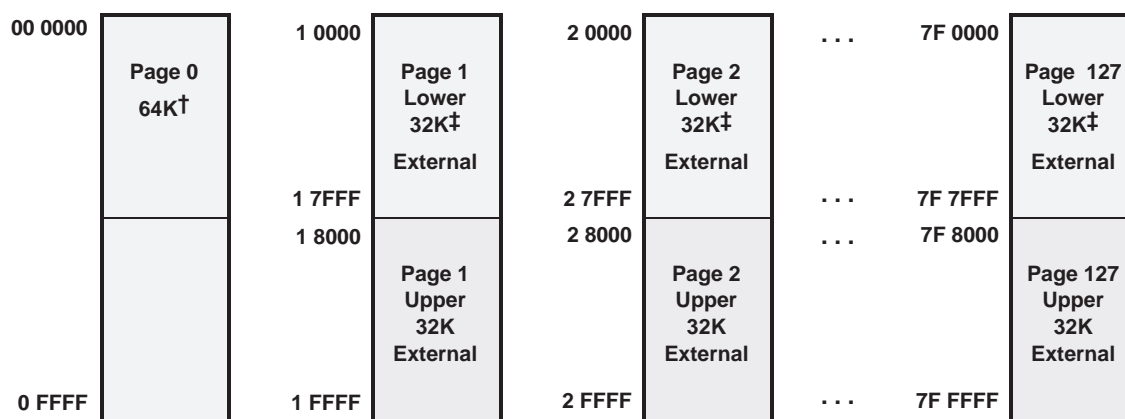 00 0000
Page 0
64K†
0 FFFF
1 0000
Page 1
Lower
32K‡
External
1 7FFF
1 8000
Page 1
Upper
32K
External
1 FFFF
2 0000
Page 2
Lower
32K‡
External
2 7FFF
2 8000
Page 2
Upper
32K
External
2 FFFF
. . .
. . .
. . .
. . .
7F 0000
Page 127
Lower
32K‡
External
7F 7FFF
7F 8000
Page 127
Upper
32K
External
7F FFFF